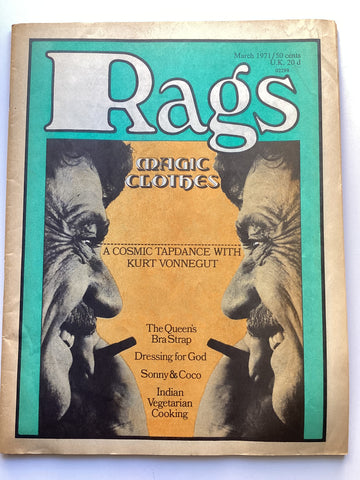 March 1971/50 cents
U.K. 20 d
Rags
MAGIC
CLOTHES
A COSMIC TAPDANCE WITH
KURT VONNEGUT
The Queen's
Bra Strap
Dressing for God
Sonny & Coco
Indian
Vegetarian
Cooking